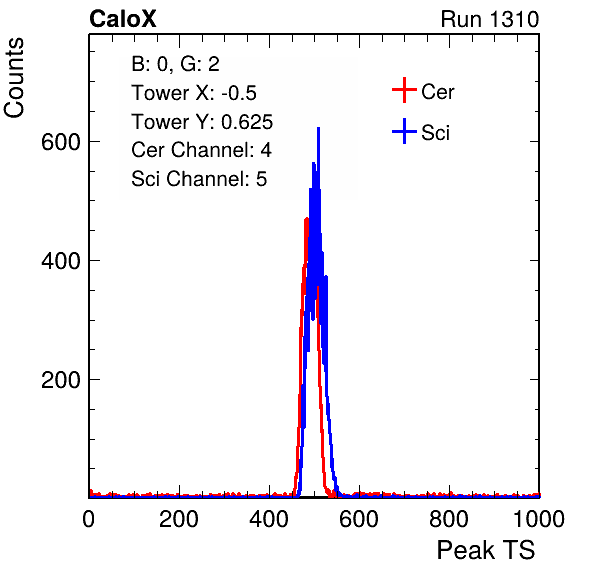 CaloX Run 1310
Counts
B: 0, G: 2
Tower X: -0.5
Tower Y: 0.625
Cer Channel: 4
Sci Channel: 5
Cer
Sci
600
400
200
0 200 400 600 800 1000
Peak TS